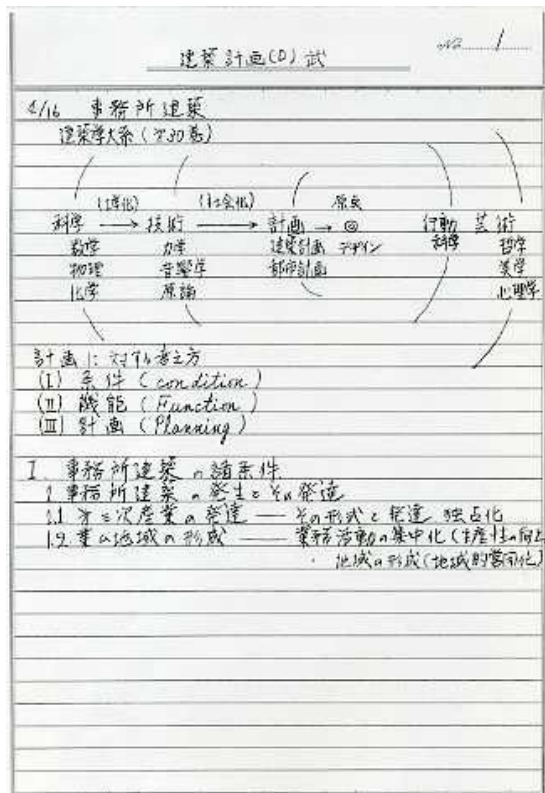 No. 1
建築計画(D) 武
4/16 事務所建築
建築学大系(第30巻)
(工学化) (社会化) 原点
科学 → 技術 → 計画 → ◎ 行動 芸術
数学 力学 建築計画 デザイン 科学 哲学
物理 音響学 都市計画 美学
化学 原論 心理学
計画に対する考え方
(I) 条件 (condition)
(II) 機能 (Function)
(III) 計画 (Planning)
I. 事務所建築の諸条件
1. 事務所建築の発生とその発達
1.1 第三次産業の発達 — その形式と発達 独占化
1.2. 業の地域の形成 — 業務活動の集中化(生産性の向上
・地域の形成(地域的